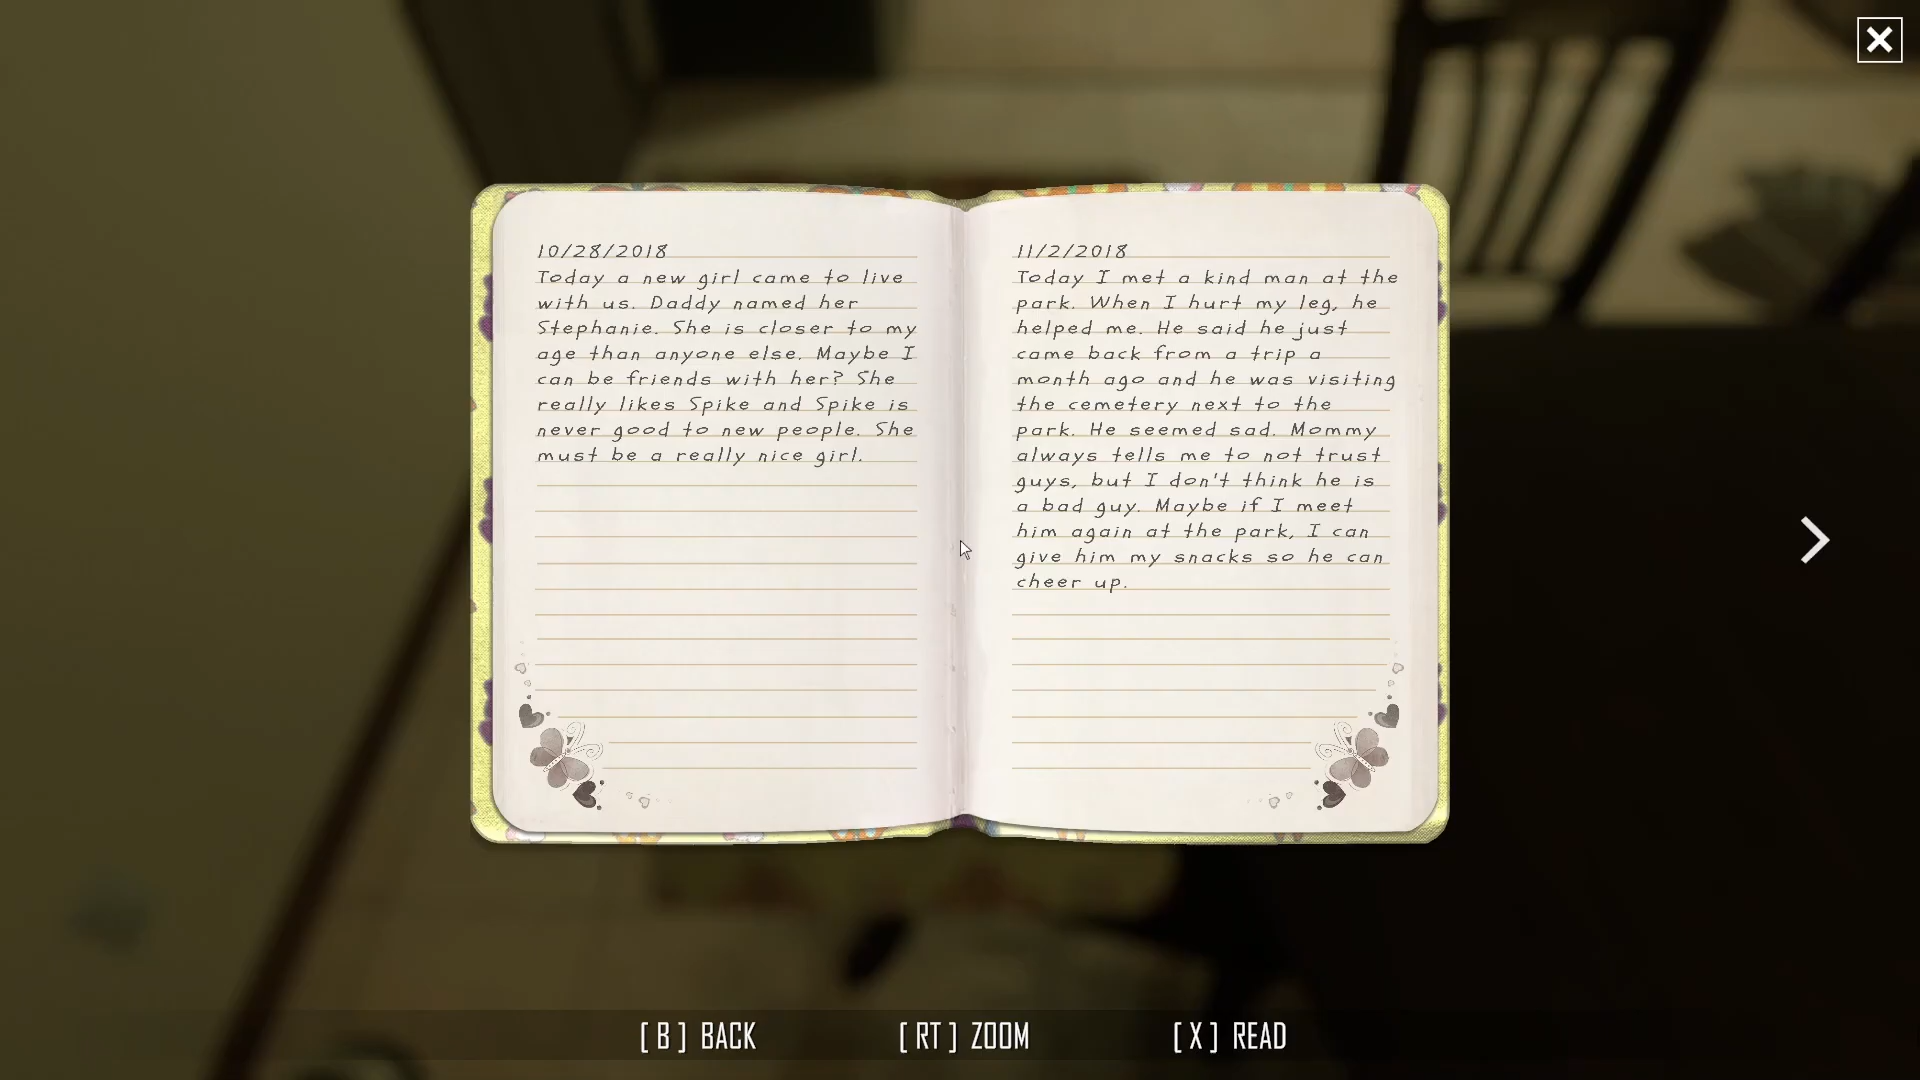 10/28/2018
Today a new girl came to live
with us. Daddy named her
Stephanie. She is closer to my
age than anyone else. Maybe I
can be friends with her? She
really likes Spike and Spike is
never good to new people. She
must be a really nice girl.
11/2/2018
Today I met a kind man at the
park. When I hurt my leg, he
helped me. He said he just
came back from a trip a
month ago and he was visiting
the cemetery next to the
park. He seemed sad. Mommy
always tells me to not trust
guys, but I don't think he is
a bad guy. Maybe if I meet
him again at the park, I can
give him my snacks so he can
cheer up.
[ B ] BACK [ RT ] ZOOM [ X ] READ